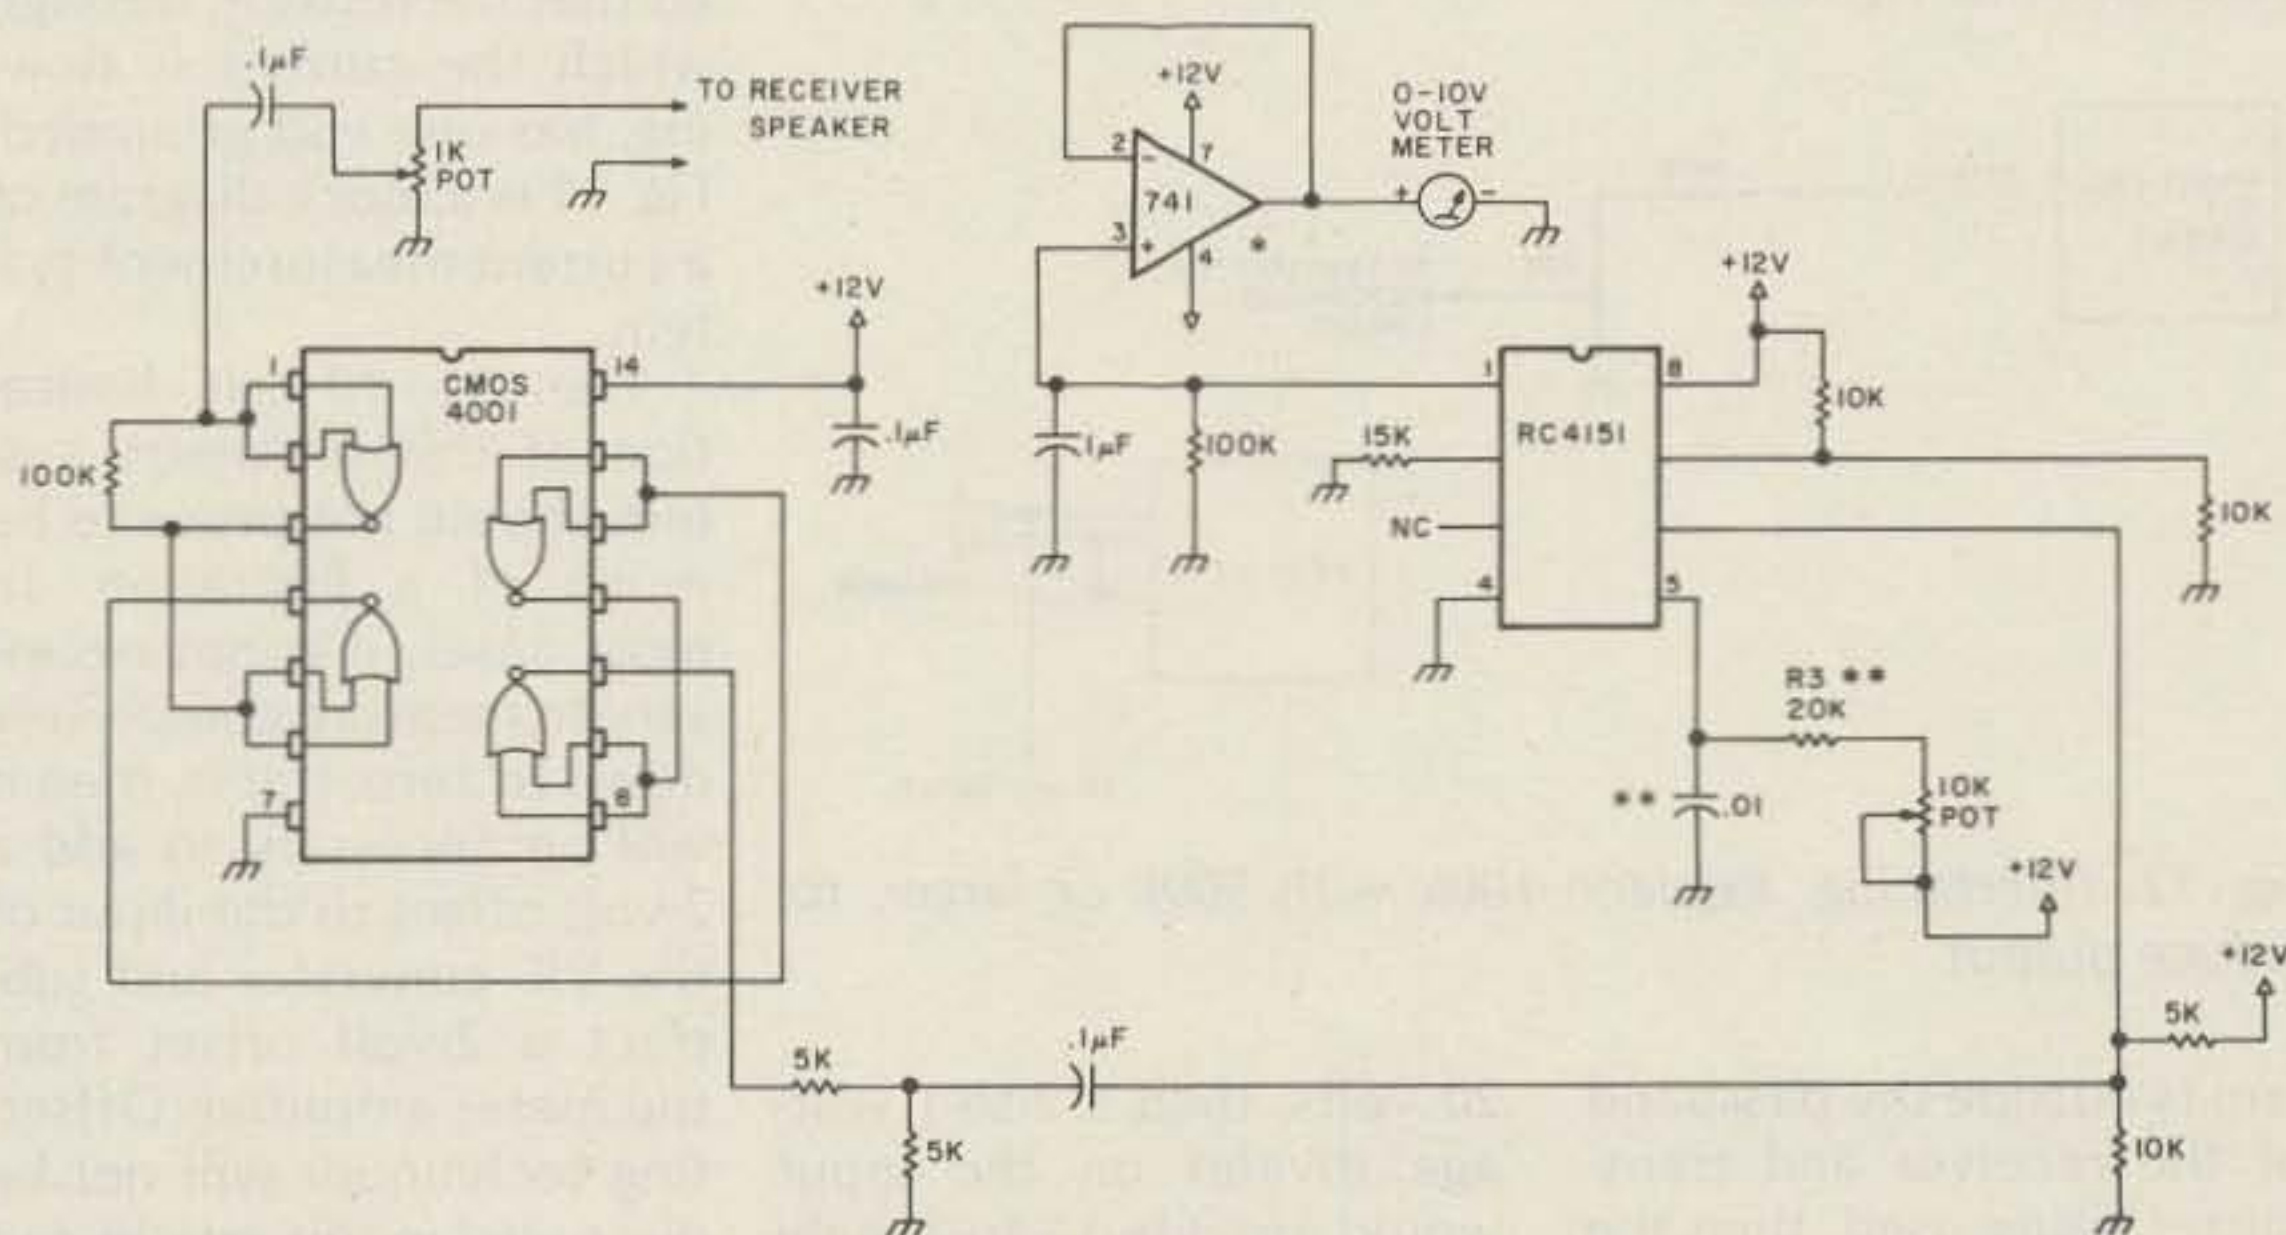 .1µF
TO RECEIVER
SPEAKER
1K
POT
+12V
2
-
7
741
3
+
4
*
0-10V
VOLT
METER
+
-
+12V
1
CMOS
4001
14
.1µF
100K
7
8
1µF
100K
15K
NC
4
1
RC4151
8
5
+12V
10K
10K
R3 **
20K
** .01
10K
POT
+12V
+12V
5K
10K
5K
.1µF
5K